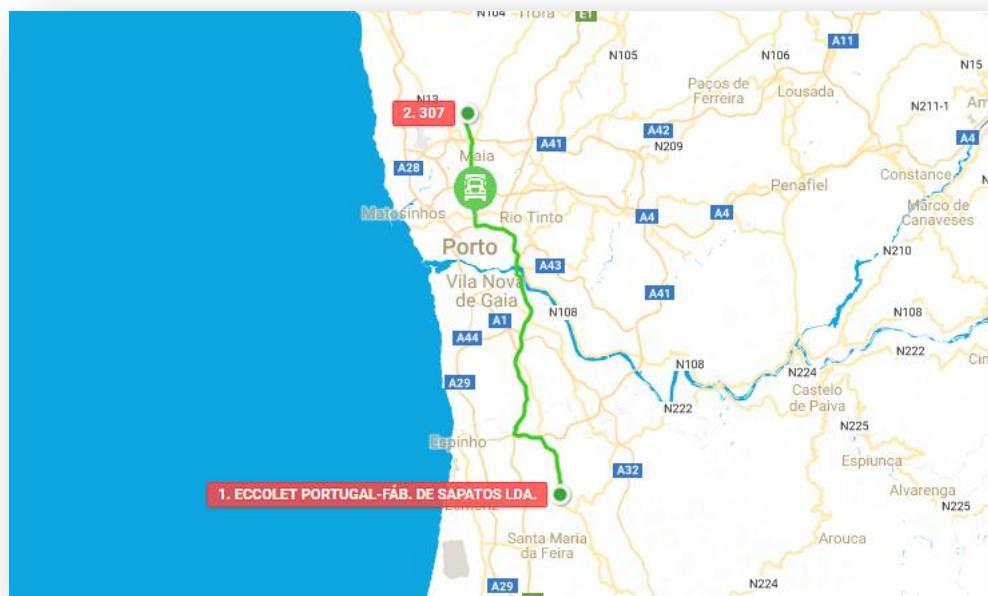 N104
Trofa
E1
A11
N105
N106
N15
Paços de
Ferreira
Lousada
N13
N211-1
2. 307
A42
A41
N209
A4
Maia
A28
Constance
Penafiel
Matosinhos
Rio Tinto
A4
A4
Marco de
Canaveses
Porto
N210
A43
Vila Nova
de Gaia
A41
N108
A1
N108
A44
N222
N108
N224
A29
Castelo
de Paiva
N222
N225
Espinho
Espiunca
A32
1. ECCOLET PORTUGAL-FÁB. DE SAPATOS LDA.
Alvarenga
N225
Santa Maria
da Feira
Arouca
N224
A29